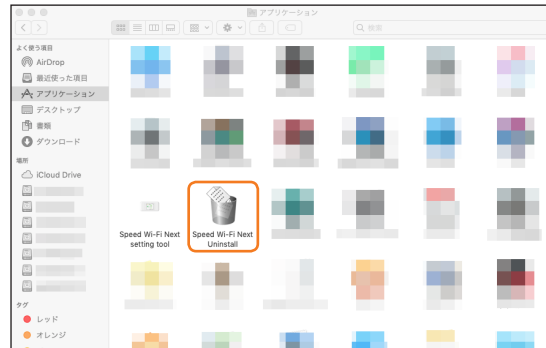 アプリケーション
検索
よく使う項目
AirDrop
最近使った項目
アプリケーション
デスクトップ
書類
ダウンロード
場所
iCloud Drive
タグ
レッド
オレンジ
Speed Wi-Fi Next
setting tool
Speed Wi-Fi Next
Uninstall